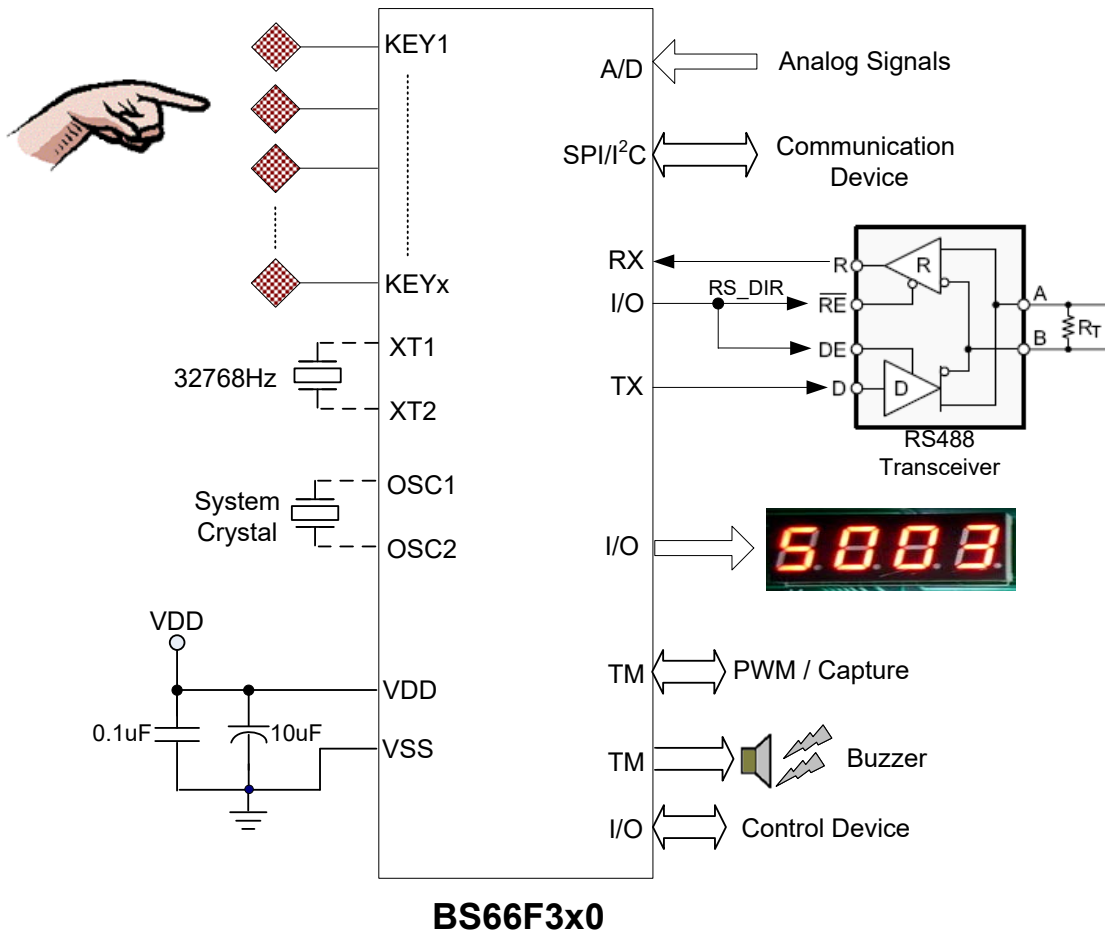 KEY1
KEYx
XT1
32768Hz
XT2
OSC1
System
Crystal
OSC2
VDD
VDD
0.1uF
10uF
VSS
A/D
Analog Signals
SPI/I²C
Communication
Device
RX
R
R
A
I/O
RS_DIR
RE
RT
B
DE
TX
D
D
RS488
Transceiver
I/O
5003
TM
PWM / Capture
TM
Buzzer
I/O
Control Device
BS66F3x0